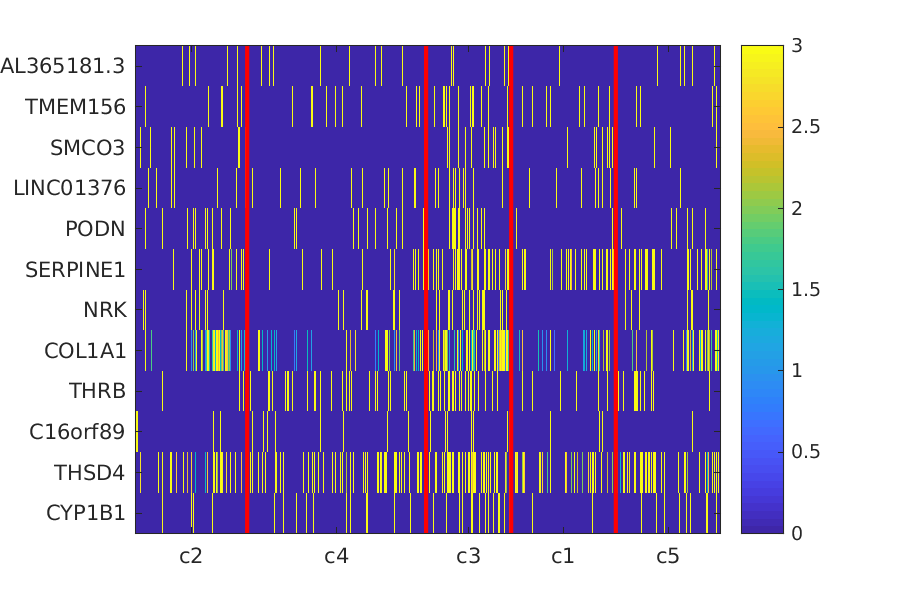 AL365181.3
TMEM156
SMCO3
LINC01376
PODN
SERPINE1
NRK
COL1A1
THRB
C16orf89
THSD4
CYP1B1
c2 c4 c3 c1 c5
3
2.5
2
1.5
1
0.5
0